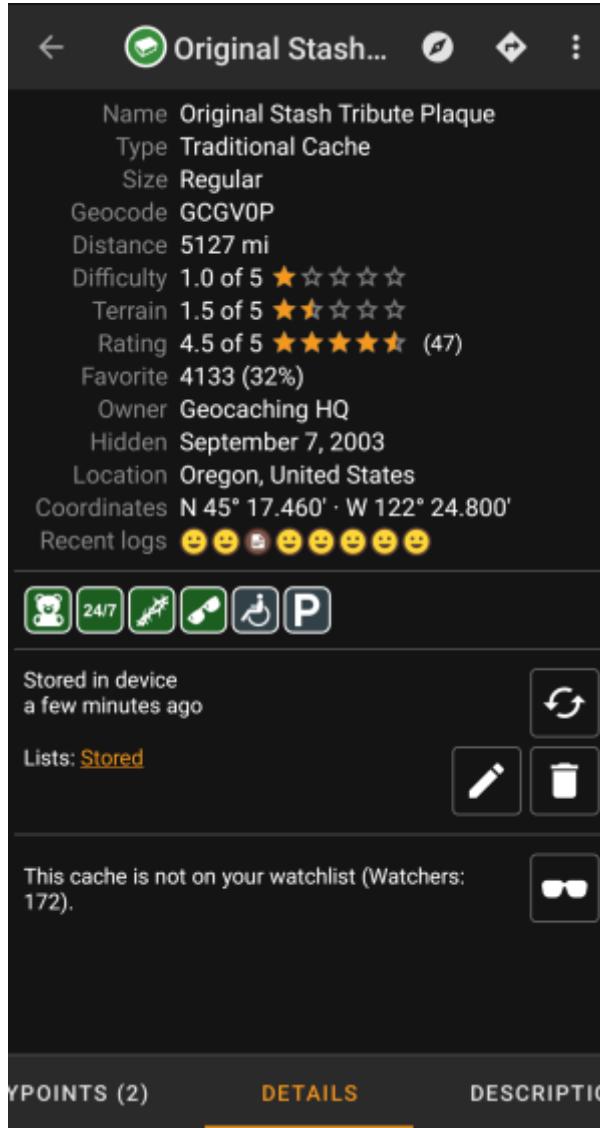 Original Stash...
Name Original Stash Tribute Plaque
Type Traditional Cache
Size Regular
Geocode GCGV0P
Distance 5127 mi
Difficulty 1.0 of 5
Terrain 1.5 of 5
Rating 4.5 of 5 (47)
Favorite 4133 (32%)
Owner Geocaching HQ
Hidden September 7, 2003
Location Oregon, United States
Coordinates N 45° 17.460' · W 122° 24.800'
Recent logs
24/7 P
Stored in device
a few minutes ago
Lists: Stored
This cache is not on your watchlist (Watchers:
172).
YPOINTS (2) DETAILS DESCRIPTIO